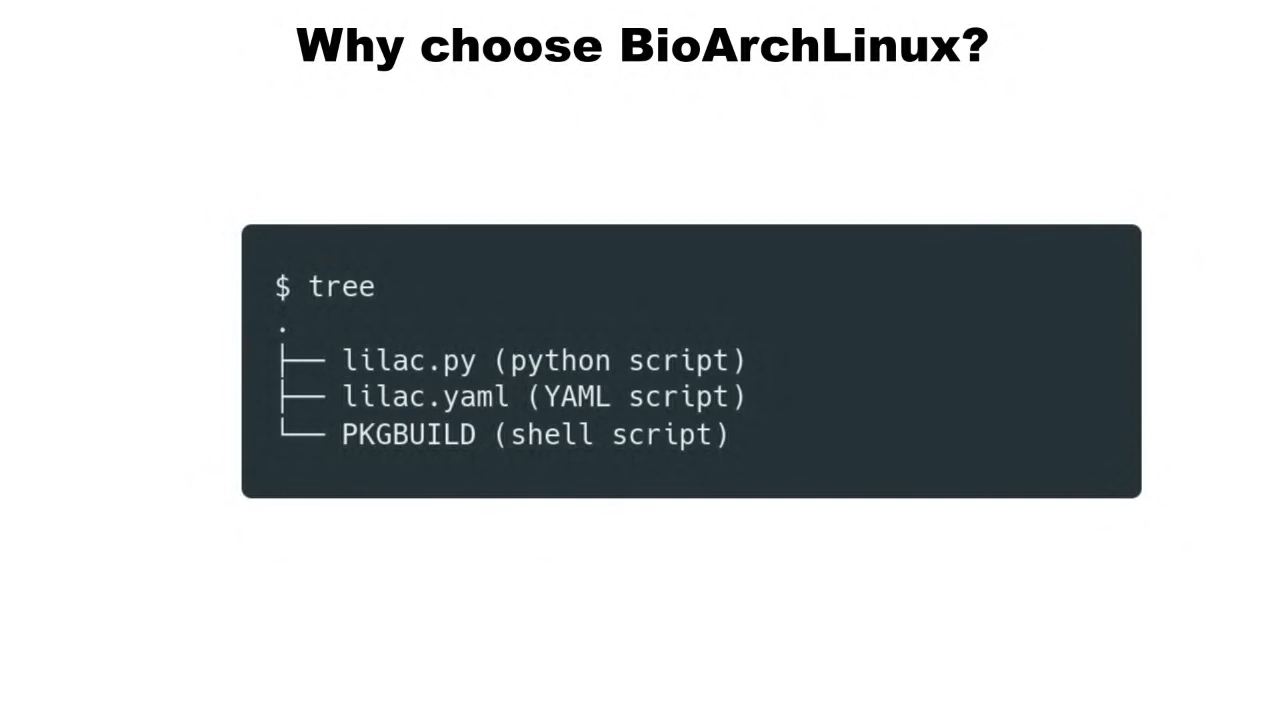 Why choose BioArchLinux?
$ tree
.
├── lilac.py (python script)
├── lilac.yaml (YAML script)
└── PKGBUILD (shell script)